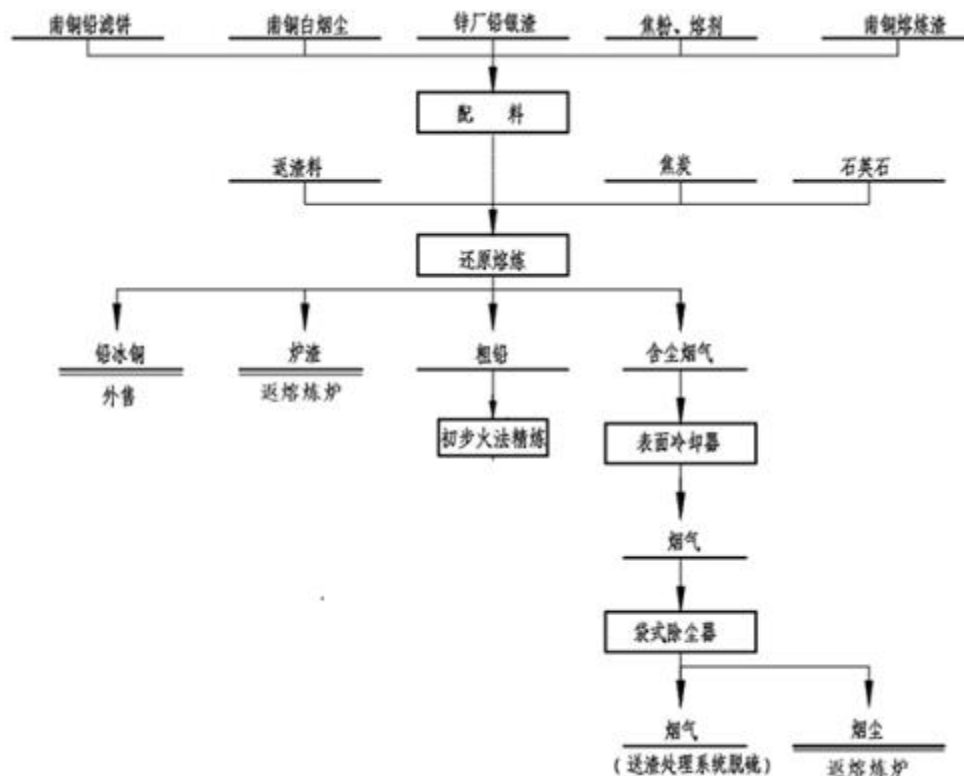 南铜铅滤饼 南铜白烟尘 锌厂铅银渣 焦粉、熔剂 南铜熔炼渣
配 料
返渣料 焦炭 石英石
还原熔炼
铅冰铜 炉渣 粗铅 含尘烟气
外售 返熔炼炉
初步火法精炼 表面冷却器
烟气
袋式除尘器
烟气 烟尘
(送渣处理系统脱硫) 返熔炼炉